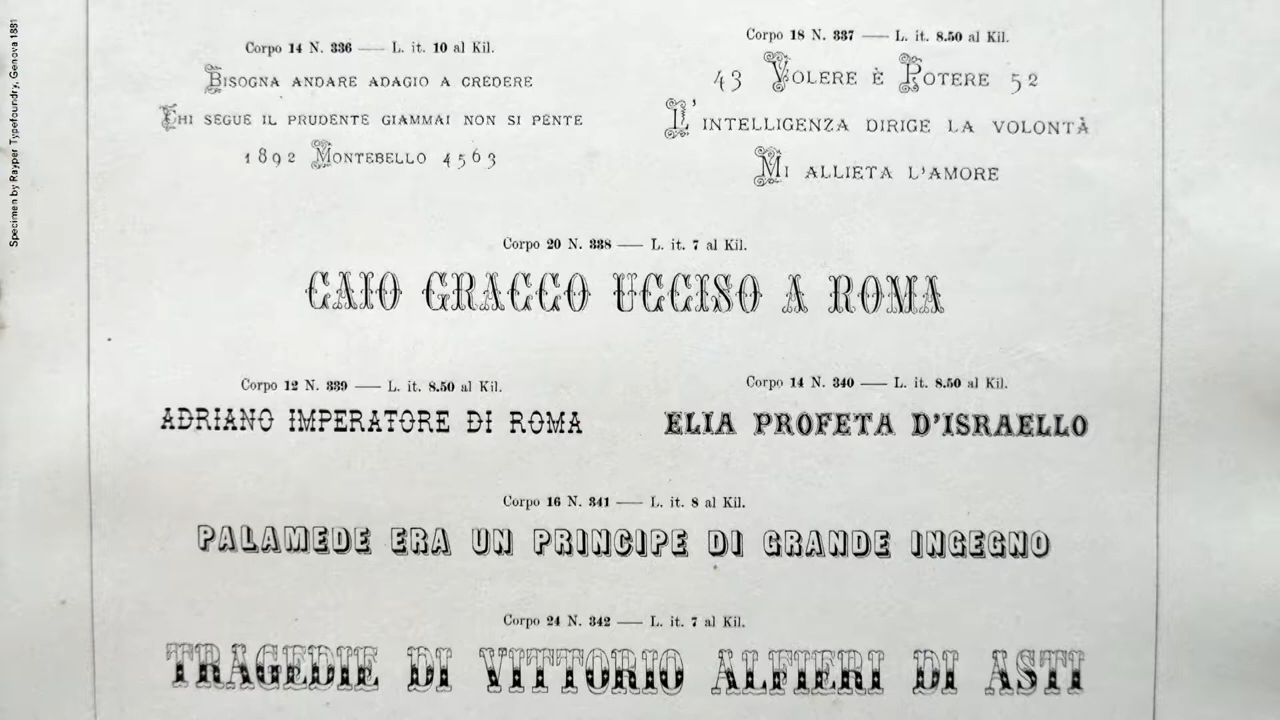 Specimen by Rayper Typefoundry, Genova 1881
Corpo 14 N. 336 — L. it. 10 al Kil.
BISOGNA ANDARE ADAGIO A CREDERE
CHI SEGUE IL PRUDENTE GIAMMAI NON SI PENTE
1892 MONTEBELLO 4563
Corpo 18 N. 337 — L. it. 8.50 al Kil.
43 VOLERE È POTERE 52
L'INTELLIGENZA DIRIGE LA VOLONTÀ
MI ALLIETA L'AMORE
Corpo 20 N. 338 — L. it. 7 al Kil.
CAIO GRACCO UCCISO A ROMA
Corpo 12 N. 339 — L. it. 8.50 al Kil.
ADRIANO IMPERATORE DI ROMA
Corpo 14 N. 340 — L. it. 8.50 al Kil.
ELIA PROFETA D'ISRAELLO
Corpo 16 N. 341 — L. it. 8 al Kil.
PALAMEDE ERA UN PRINCIPE DI GRANDE INGEGNO
Corpo 24 N. 342 — L. it. 7 al Kil.
TRAGEDIE DI VITTORIO ALFIERI DI ASTI